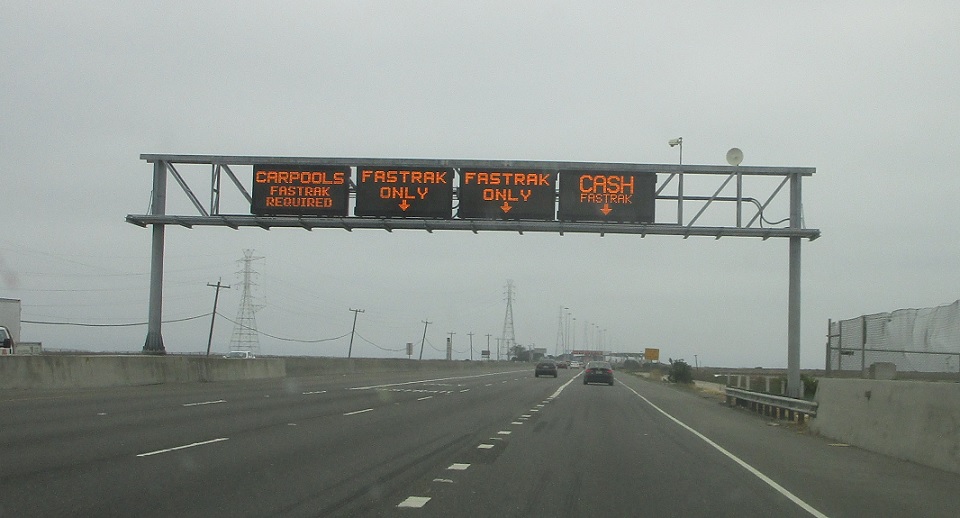 CARPOOLS
FASTRAK
REQUIRED
FASTRAK
ONLY
FASTRAK
ONLY
CASH
FASTRAK